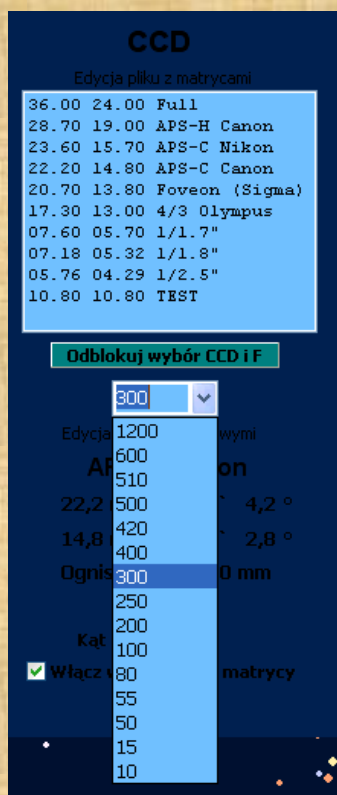 CCD
Edycja pliku z matrycami
36.00 24.00 Full
28.70 19.00 APS-H Canon
23.60 15.70 APS-C Nikon
22.20 14.80 APS-C Canon
20.70 13.80 Foveon (Sigma)
17.30 13.00 4/3 Olympus
07.60 05.70 1/1.7"
07.18 05.32 1/1.8"
05.76 04.29 1/2.5"
10.80 10.80 TEST
Odblokuj wybór CCD i F
300
Edycja
1200
600
510
500
22,2 4,2 °
420
14,8 2,8 °
400
300 mm
250
200
100
Kąt
80
Włącz matrycy
55
50
15
10